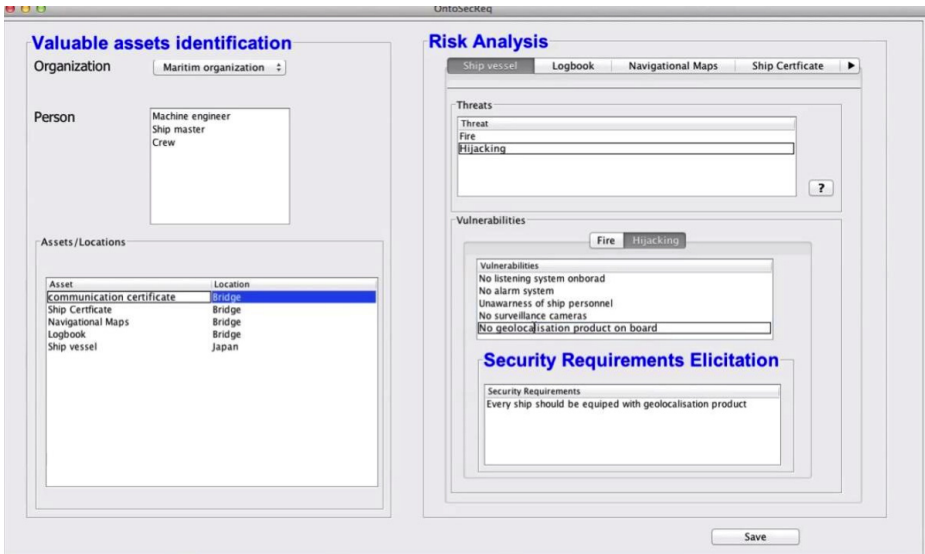 OntoSecReq
Valuable assets identification
Organization
Maritim organization
Person
Machine engineer
Ship master
Crew
Assets/Locations
Asset Location
communication certificate Bridge
Ship Certficate Bridge
Navigational Maps Bridge
Logbook Bridge
Ship vessel Japan
Risk Analysis
Ship vessel Logbook Navigational Maps Ship Certficate
Threats
Threat
Fire
Hijacking
?
Vulnerabilities
Fire Hijacking
Vulnerabilities
No listening system onborad
No alarm system
Unawarness of ship personnel
No surveillance cameras
No geolocalisation product on board
Security Requirements Elicitation
Security Requirements
Every ship should be equiped with geolocalisation product
Save